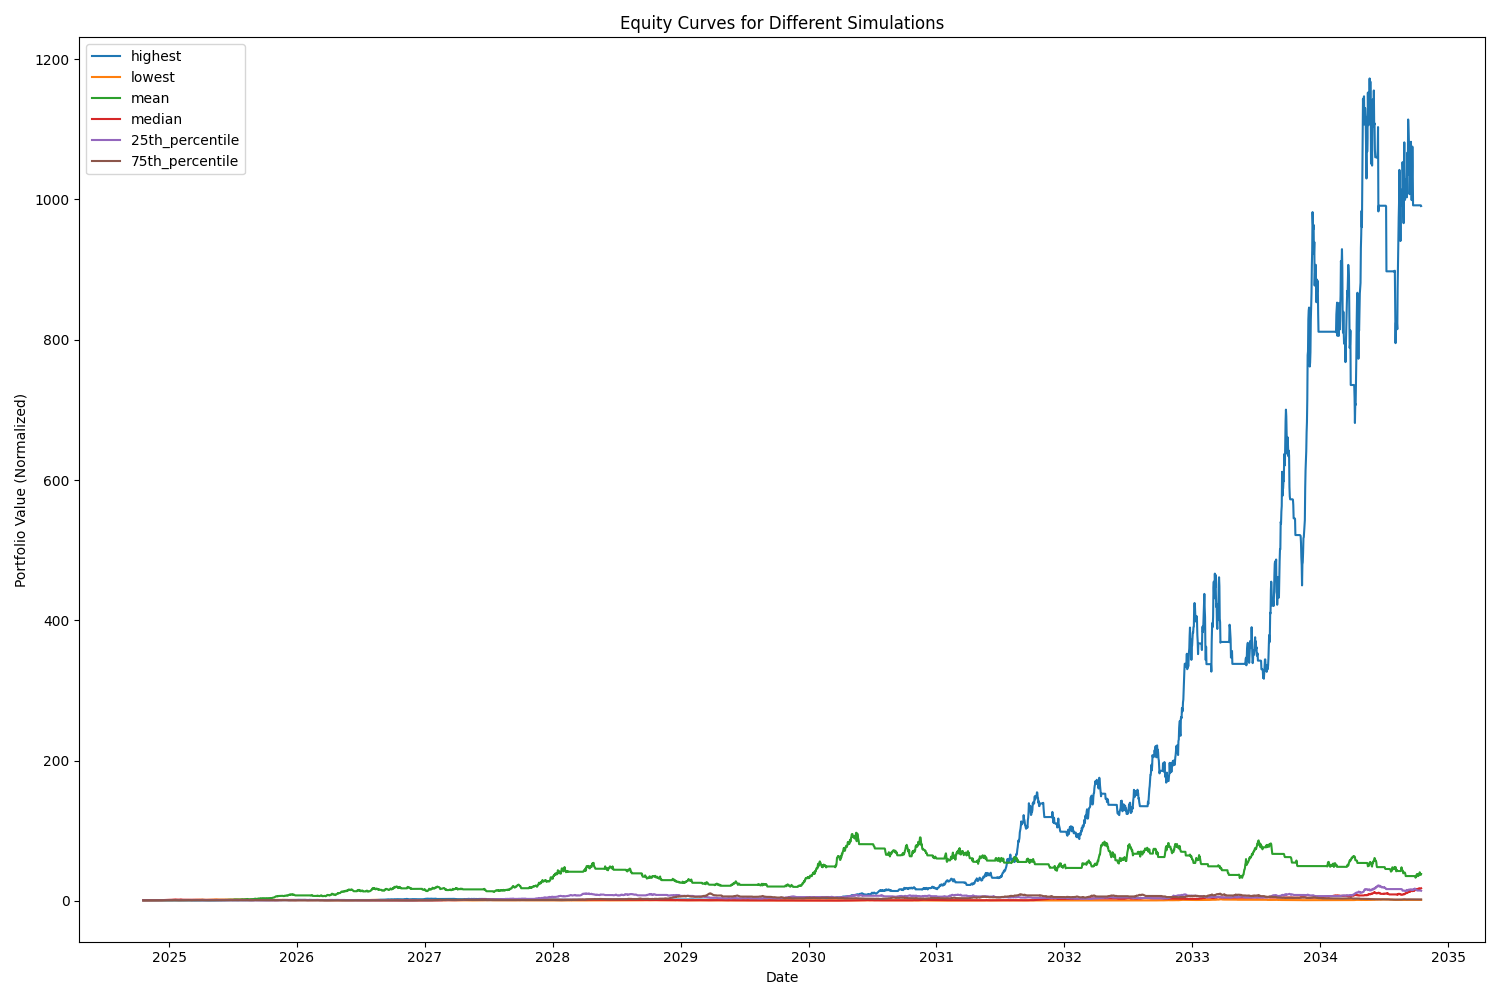 Equity Curves for Different Simulations
highest
lowest
mean
median
25th_percentile
75th_percentile
Portfolio Value (Normalized)
1200
1000
800
600
400
200
0
2025 2026 2027 2028 2029 2030 2031 2032 2033 2034 2035
Date